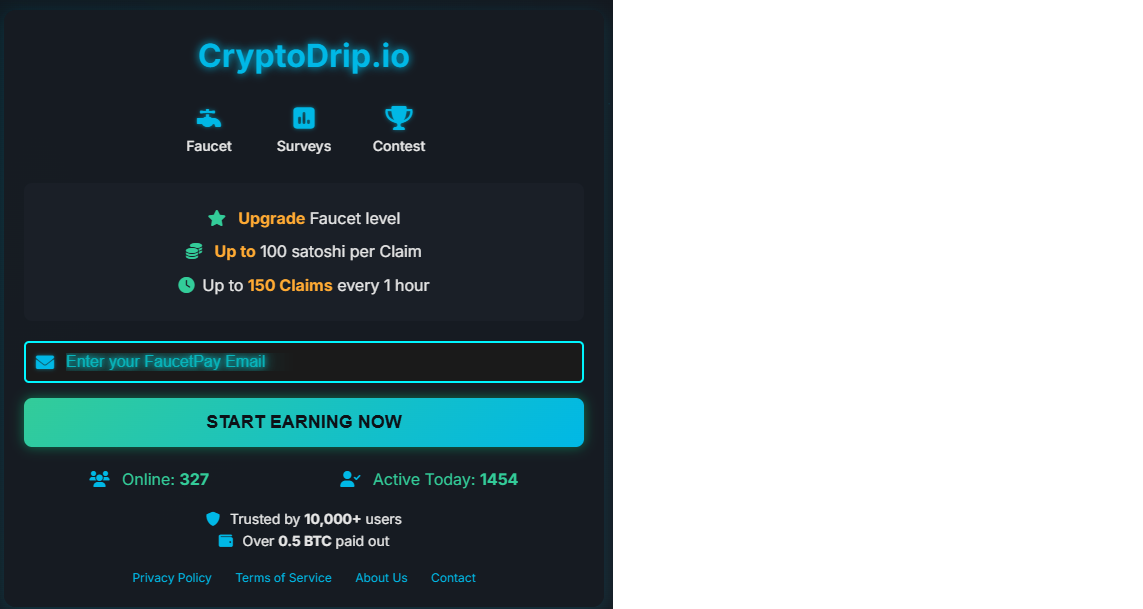 CryptoDrip.io
Faucet Surveys Contest
Upgrade Faucet level
Up to 100 satoshi per Claim
Up to 150 Claims every 1 hour
Enter your FaucetPay Email
START EARNING NOW
Online: 327 Active Today: 1454
Trusted by 10,000+ users
Over 0.5 BTC paid out
Privacy Policy Terms of Service About Us Contact